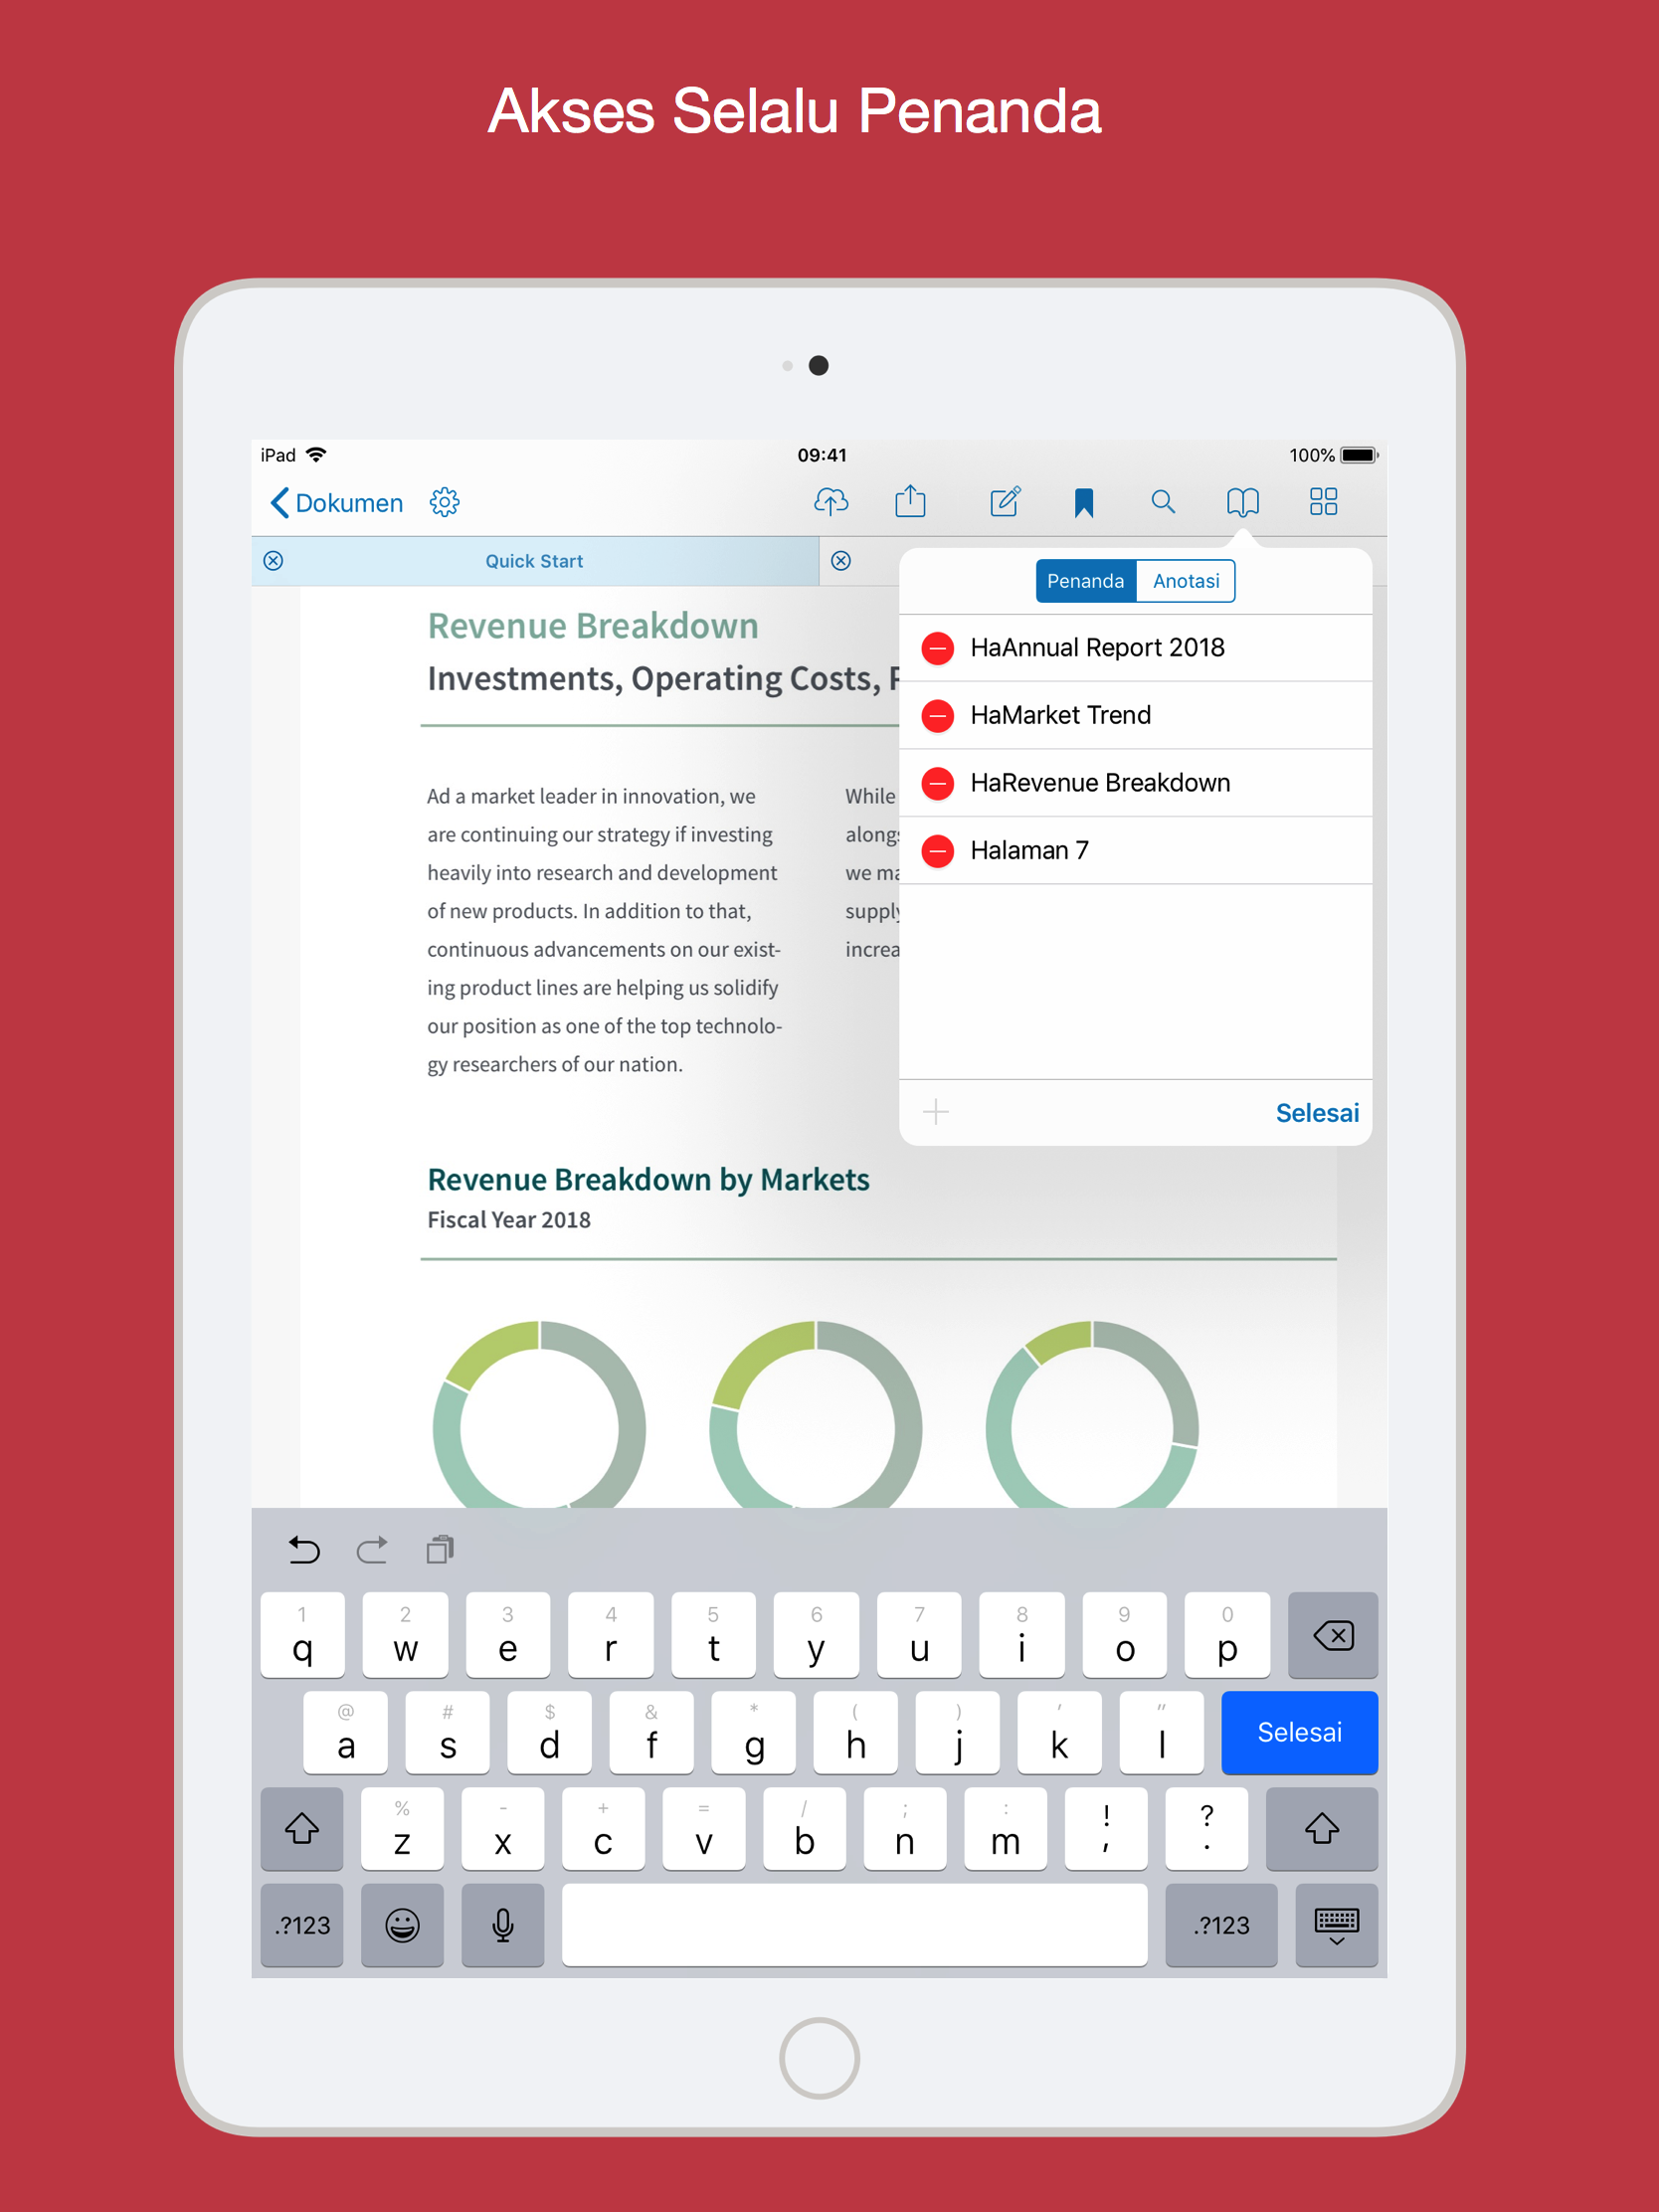 Akses Selalu Penanda
iPad
09:41
100%
Dokumen
Quick Start
Penanda
Anotasi
HaAnnual Report 2018
HaMarket Trend
HaRevenue Breakdown
Halaman 7
Selesai
Revenue Breakdown
Investments, Operating Costs,
Ad a market leader in innovation, we
are continuing our strategy if investing
heavily into research and development
of new products. In addition to that,
continuous advancements on our exist-
ing product lines are helping us solidify
our position as one of the top technolo-
gy researchers of our nation.
While
alongs
we ma
supply
increa
Revenue Breakdown by Markets
Fiscal Year 2018
1 2 3 4 5 6 7 8 9 0
q w e r t y u i o p
@ # $ & * ( ) ' "
a s d f g h j k l Selesai
% - + = / ; : ! ?
z x c v b n m , .
.?123 .?123